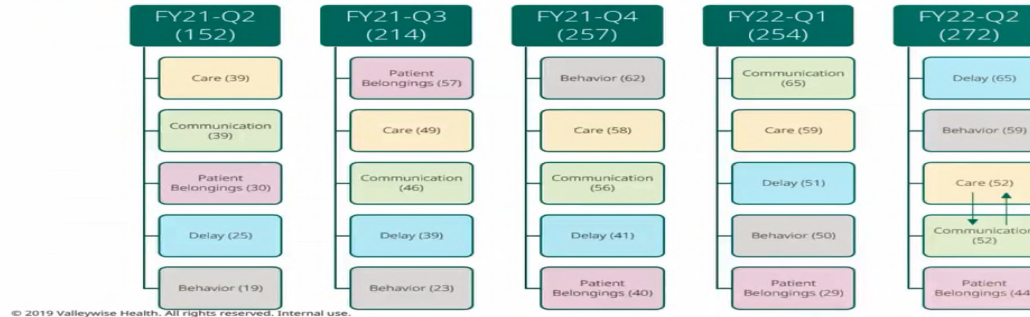 FY21-Q2
(152)
Care (39)
Communication
(39)
Patient
Belongings (30)
Delay (25)
Behavior (19)
FY21-Q3
(214)
Patient
Belongings (57)
Care (49)
Communication
(46)
Delay (39)
Behavior (23)
FY21-Q4
(257)
Behavior (62)
Care (58)
Communication
(56)
Delay (41)
Patient
Belongings (40)
FY22-Q1
(254)
Communication
(65)
Care (59)
Delay (51)
Behavior (50)
Patient
Belongings (29)
FY22-Q2
(272)
Delay (65)
Behavior (59)
Care (52)
Communication
(52)
Patient
Belongings (44
© 2019 Valleywise Health. All rights reserved. Internal use.